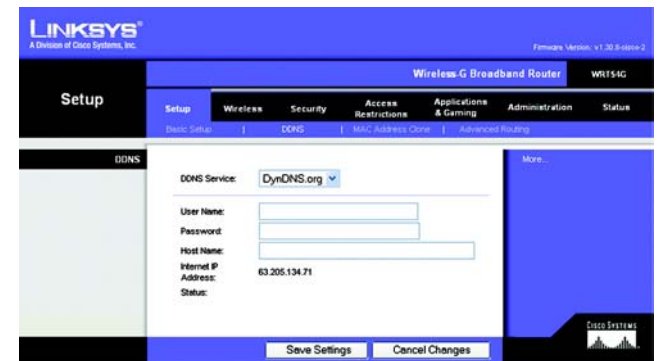 LINKSYS®
A Division of Cisco Systems, Inc.
Firmware Version: v1.30.5-cisco-2
Wireless-G Broadband Router WRT54G
Setup
Setup Wireless Security Access Restrictions Applications & Gaming Administration Status
Basic Setup | DDNS | MAC Address Clone | Advanced Routing
DDNS
More...
DDNS Service: DynDNS.org
User Name:
Password:
Host Name:
Internet IP Address: 63.205.134.71
Status:
CISCO SYSTEMS
Save Settings Cancel Changes